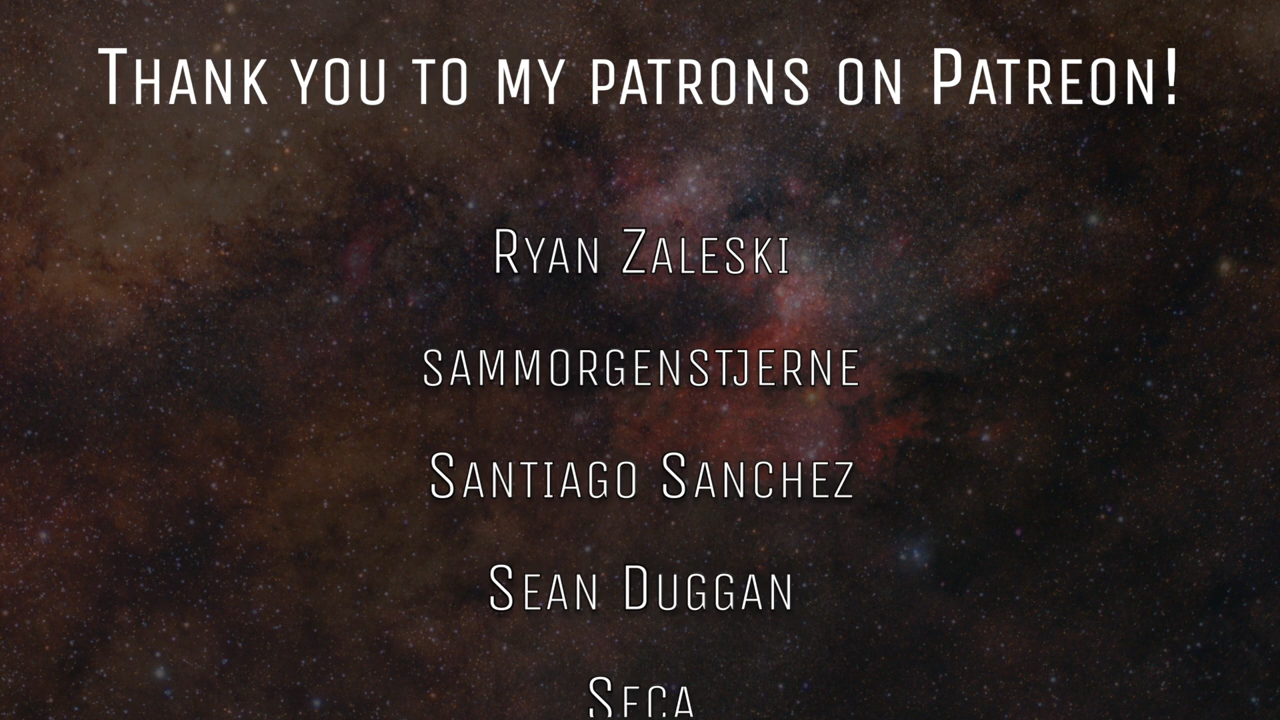 Thank you to my patrons on Patreon!
Ryan Zaleski
sammorgenstjerne
Santiago Sanchez
Sean Duggan